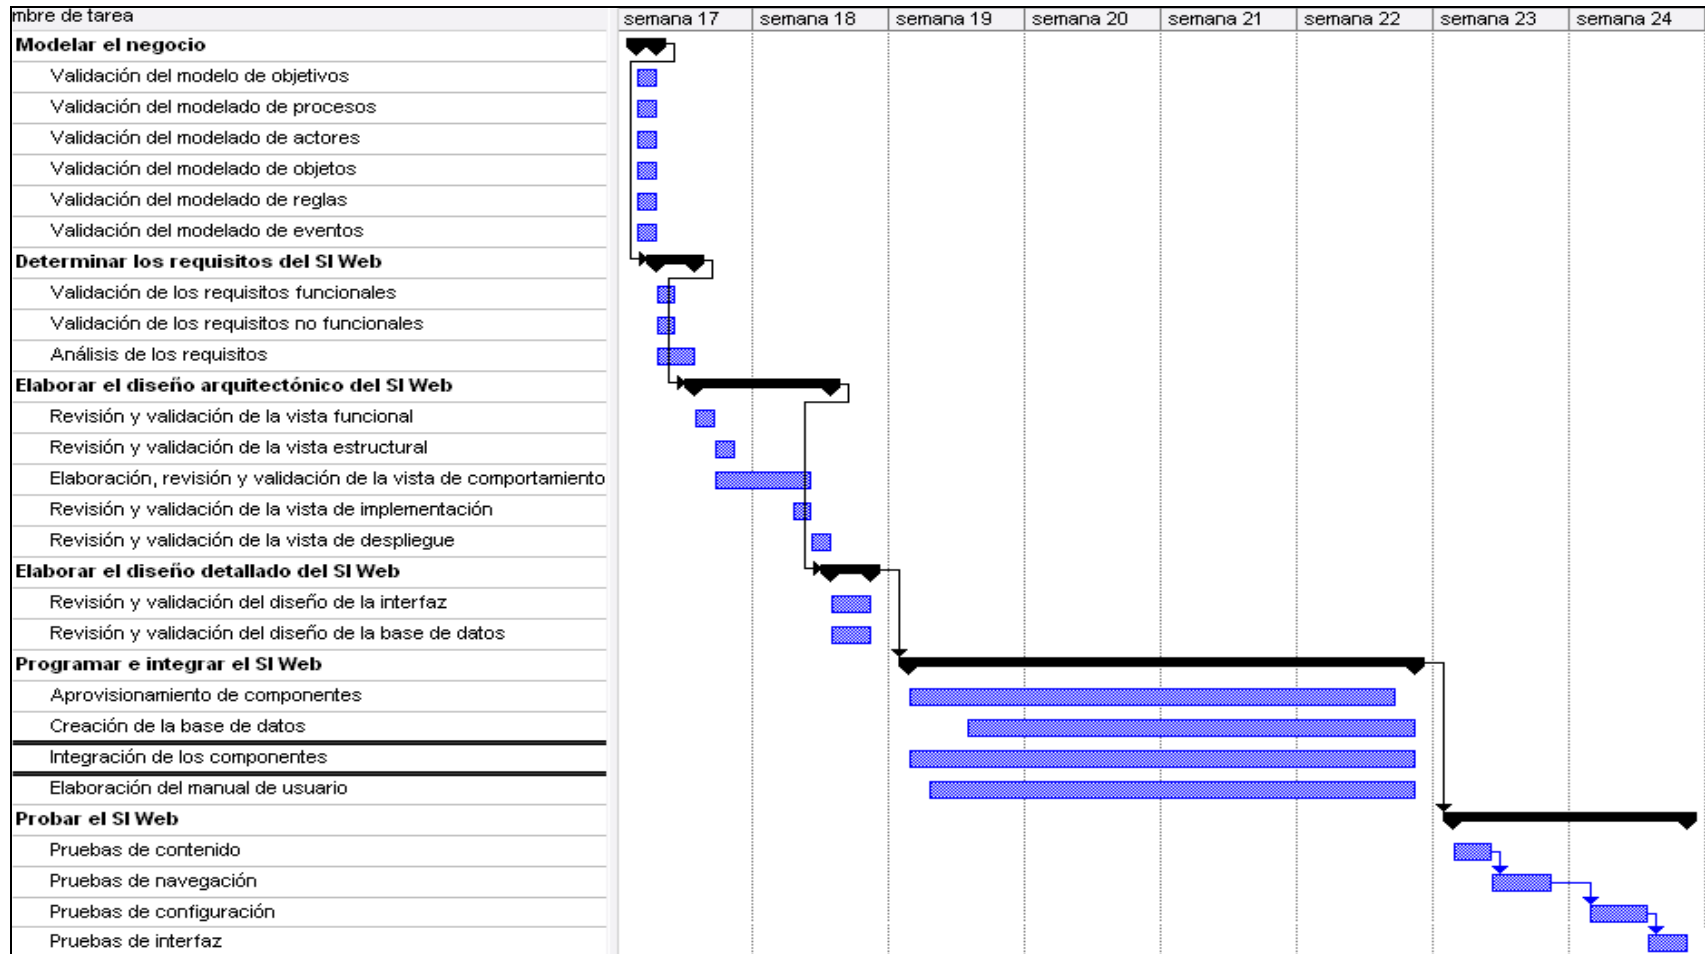 mbre de tarea
semana 17 semana 18 semana 19 semana 20 semana 21 semana 22 semana 23 semana 24
Modelar el negocio
Validación del modelo de objetivos
Validación del modelado de procesos
Validación del modelado de actores
Validación del modelado de objetos
Validación del modelado de reglas
Validación del modelado de eventos
Determinar los requisitos del SI Web
Validación de los requisitos funcionales
Validación de los requisitos no funcionales
Análisis de los requisitos
Elaborar el diseño arquitectónico del SI Web
Revisión y validación de la vista funcional
Revisión y validación de la vista estructural
Elaboración, revisión y validación de la vista de comportamiento
Revisión y validación de la vista de implementación
Revisión y validación de la vista de despliegue
Elaborar el diseño detallado del SI Web
Revisión y validación del diseño de la interfaz
Revisión y validación del diseño de la base de datos
Programar e integrar el SI Web
Aprovisionamiento de componentes
Creación de la base de datos
Integración de los componentes
Elaboración del manual de usuario
Probar el SI Web
Pruebas de contenido
Pruebas de navegación
Pruebas de configuración
Pruebas de interfaz